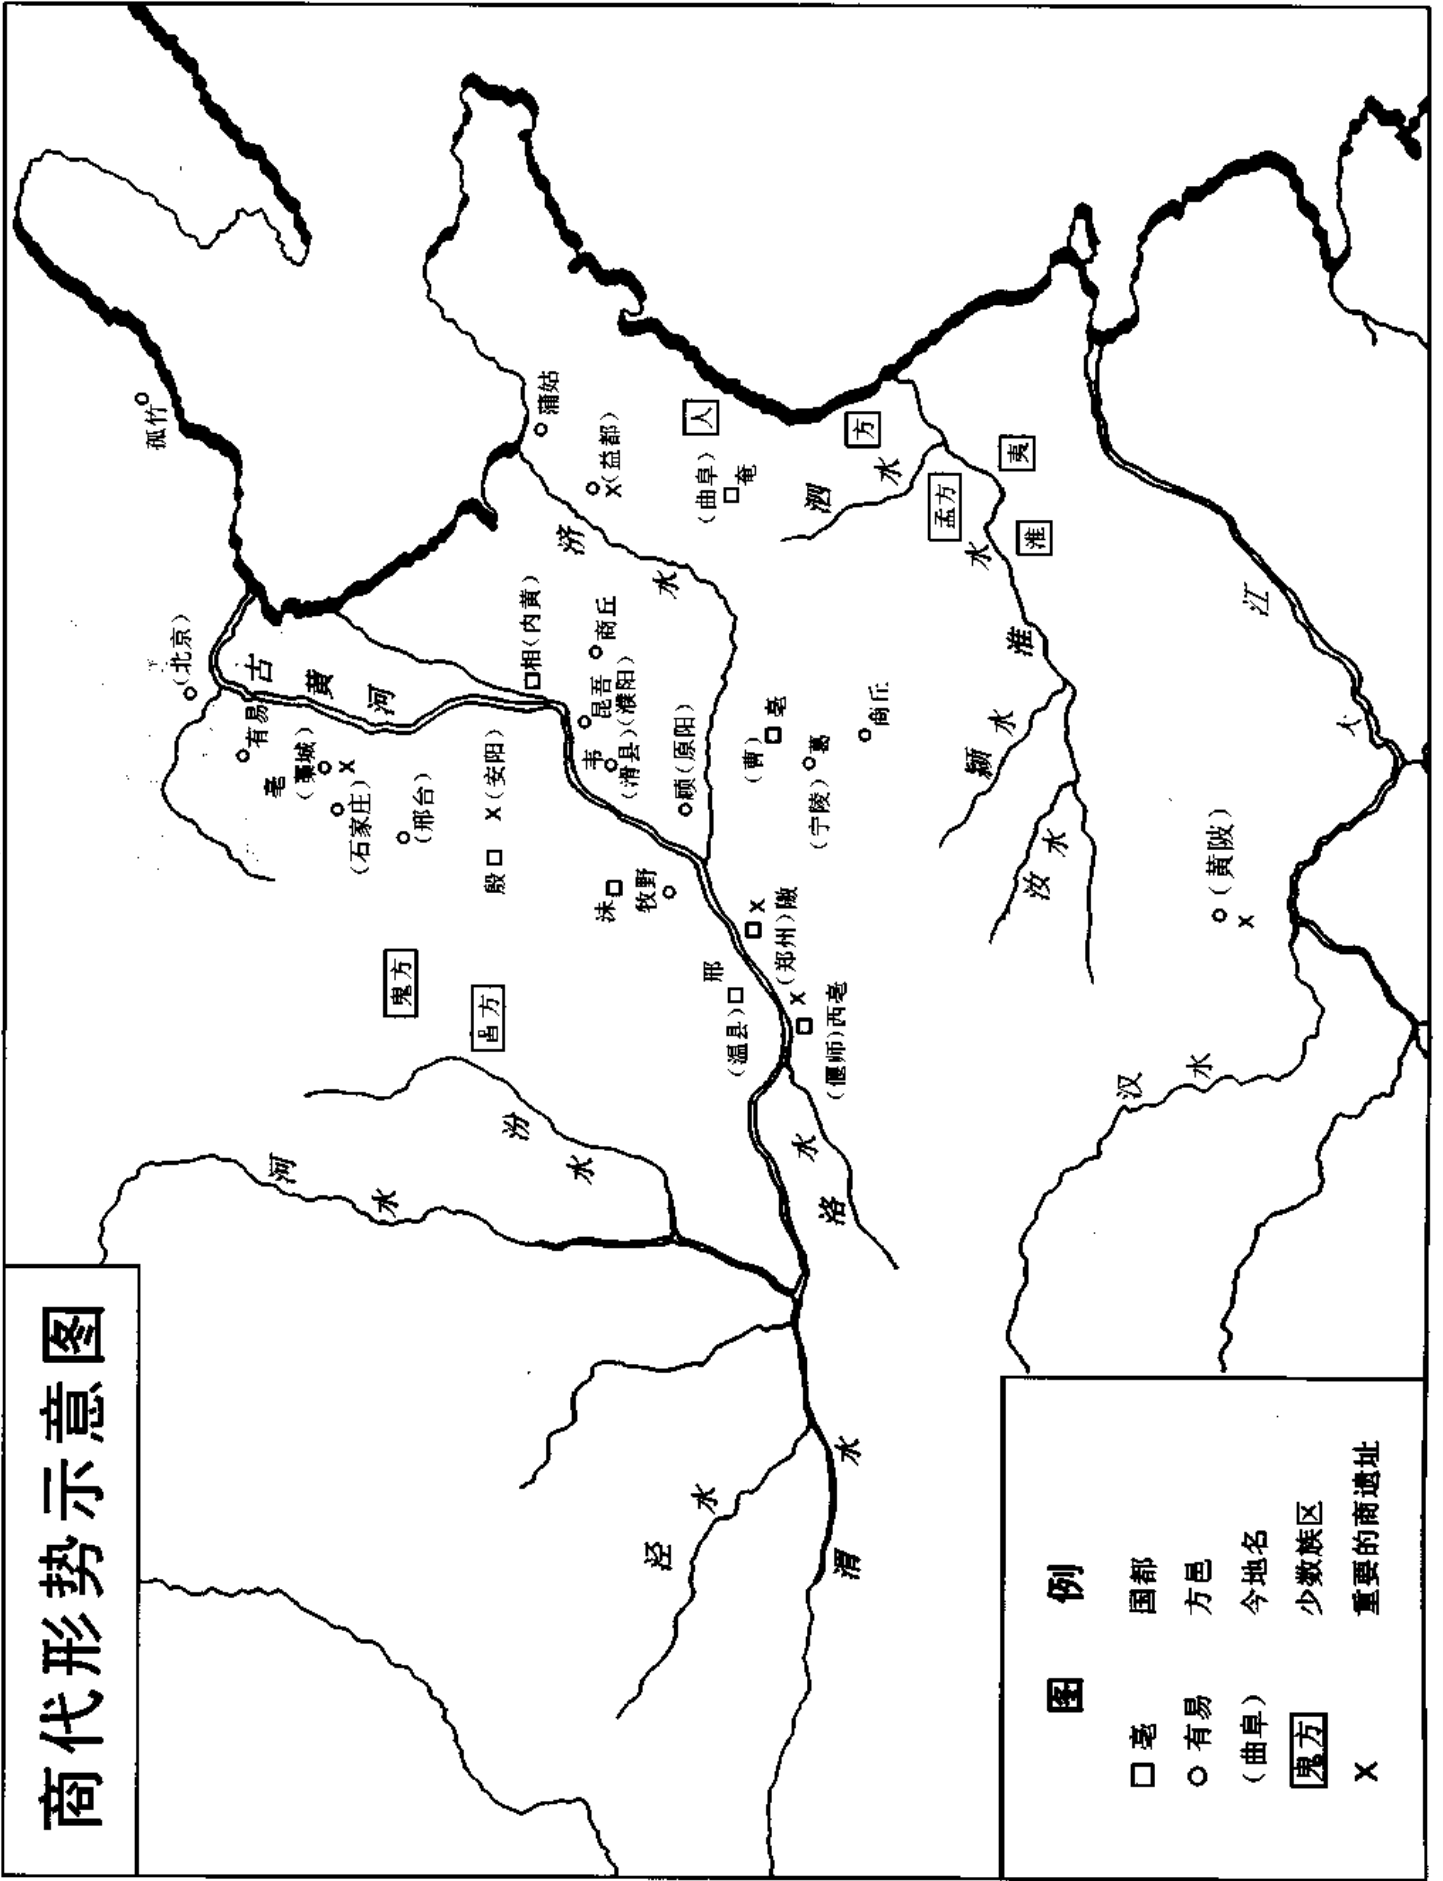 商代形势示意图
孤竹
(北京)
有易
亳
(藁城)
(石家庄)
(邢台)
古黄河
相(内黄)
(安阳)
殷
鬼方
𢀛方
河水
汾水
蒲姑
(益都)
济水
商丘
昆吾
(濮阳)
韦
(滑县)
顾(原阳)
沬
牧野
邢
(温县)
(郑州)隞
(偃师)西亳
洛水
泾水
渭水
人
方
(曲阜)
奄
泗水
孟方
夷
淮
淮水
亳
(曹)
葛
(宁陵)
商丘
颍水
汝水
(黄陂)
汉水
江
图例
亳 国都
有易 方邑
(曲阜) 今地名
鬼方 少数族区
X 重要的商遗址